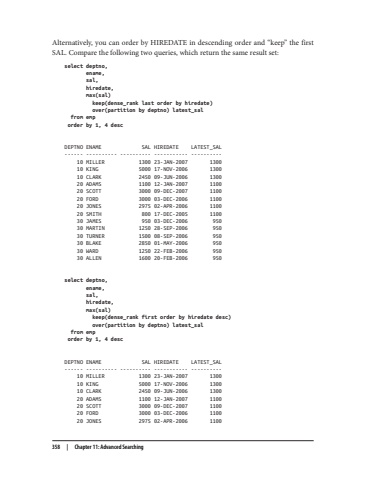 Alternatively, you can order by HIREDATE in descending order and “keep” the first
SAL. Compare the following two queries, which return the same result set:
select deptno,
ename,
sal,
hiredate,
max(sal)
keep(dense_rank last order by hiredate)
over(partition by deptno) latest_sal
from emp
order by 1, 4 desc
DEPTNO ENAME SAL HIREDATE LATEST_SAL
------ ---------- ---------- ----------- ----------
10 MILLER 1300 23-JAN-2007 1300
10 KING 5000 17-NOV-2006 1300
10 CLARK 2450 09-JUN-2006 1300
20 ADAMS 1100 12-JAN-2007 1100
20 SCOTT 3000 09-DEC-2007 1100
20 FORD 3000 03-DEC-2006 1100
20 JONES 2975 02-APR-2006 1100
20 SMITH 800 17-DEC-2005 1100
30 JAMES 950 03-DEC-2006 950
30 MARTIN 1250 28-SEP-2006 950
30 TURNER 1500 08-SEP-2006 950
30 BLAKE 2850 01-MAY-2006 950
30 WARD 1250 22-FEB-2006 950
30 ALLEN 1600 20-FEB-2006 950
select deptno,
ename,
sal,
hiredate,
max(sal)
keep(dense_rank first order by hiredate desc)
over(partition by deptno) latest_sal
from emp
order by 1, 4 desc
DEPTNO ENAME SAL HIREDATE LATEST_SAL
------ ---------- ---------- ----------- ----------
10 MILLER 1300 23-JAN-2007 1300
10 KING 5000 17-NOV-2006 1300
10 CLARK 2450 09-JUN-2006 1300
20 ADAMS 1100 12-JAN-2007 1100
20 SCOTT 3000 09-DEC-2007 1100
20 FORD 3000 03-DEC-2006 1100
20 JONES 2975 02-APR-2006 1100
358 | Chapter 11: Advanced Searching